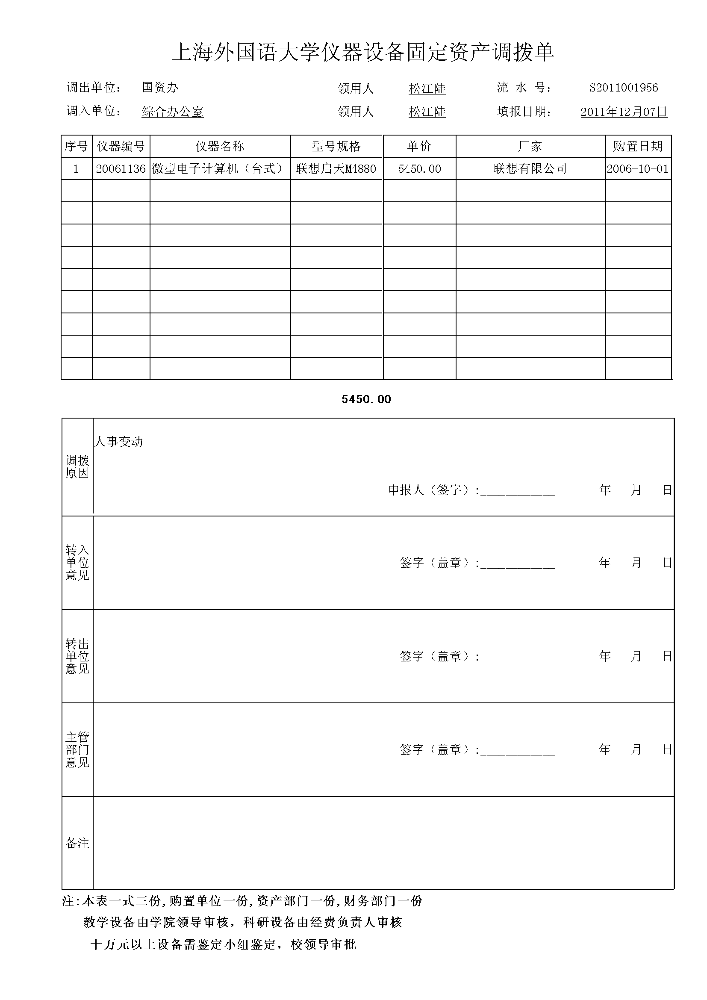 上海外国语大学仪器设备固定资产调拨单
调出单位： 国资办 领用人 松江陆 流 水 号： S2011001956
调入单位： 综合办公室 领用人 松江陆 填报日期： 2011年12月07日
序号 仪器编号 仪器名称 型号规格 单价 厂家 购置日期
1 20061136 微型电子计算机（台式） 联想启天M4880 5450.00 联想有限公司 2006-10-01
5450.00
人事变动
调拨
原因
申报人（签字）:____________ 年 月 日
转入
单位
意见
签字（盖章）:____________ 年 月 日
转出
单位
意见
签字（盖章）:____________ 年 月 日
主管
部门
意见
签字（盖章）:____________ 年 月 日
备注
注:本表一式三份,购置单位一份,资产部门一份,财务部门一份
教学设备由学院领导审核，科研设备由经费负责人审核
十万元以上设备需鉴定小组鉴定，校领导审批